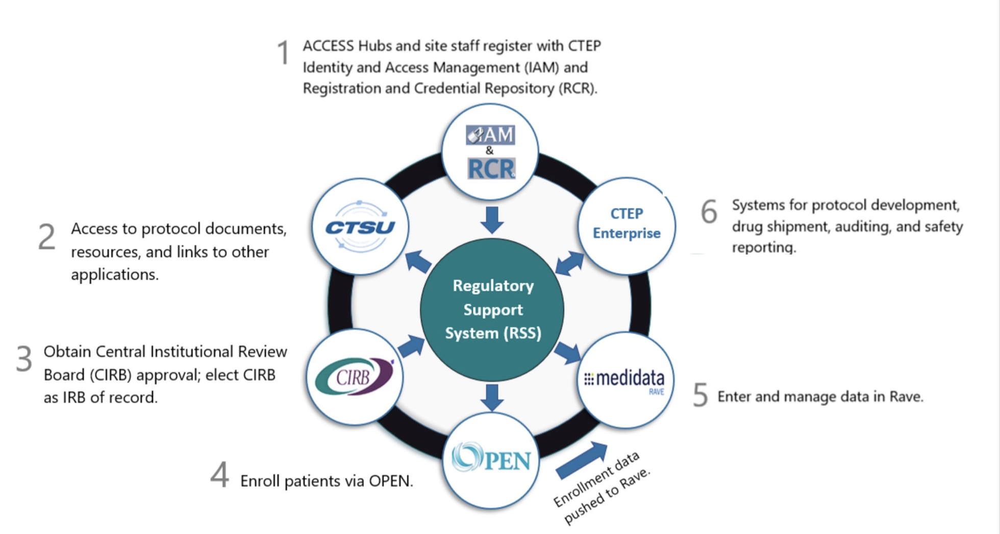 1
ACCESS Hubs and site staff register with CTEP
Identity and Access Management (IAM) and
Registration and Credential Repository (RCR).
IAM
&
RCR
CTSU
2
Access to protocol documents,
resources, and links to other
applications.
CTEP
Enterprise
6
Systems for protocol development,
drug shipment, auditing, and safety
reporting.
Regulatory
Support
System (RSS)
3
Obtain Central Institutional Review
Board (CIRB) approval; elect CIRB
as IRB of record.
CIRB
medidata
RAVE
5
Enter and manage data in Rave.
4
Enroll patients via OPEN.
OPEN
Enrollment data
pushed to Rave.